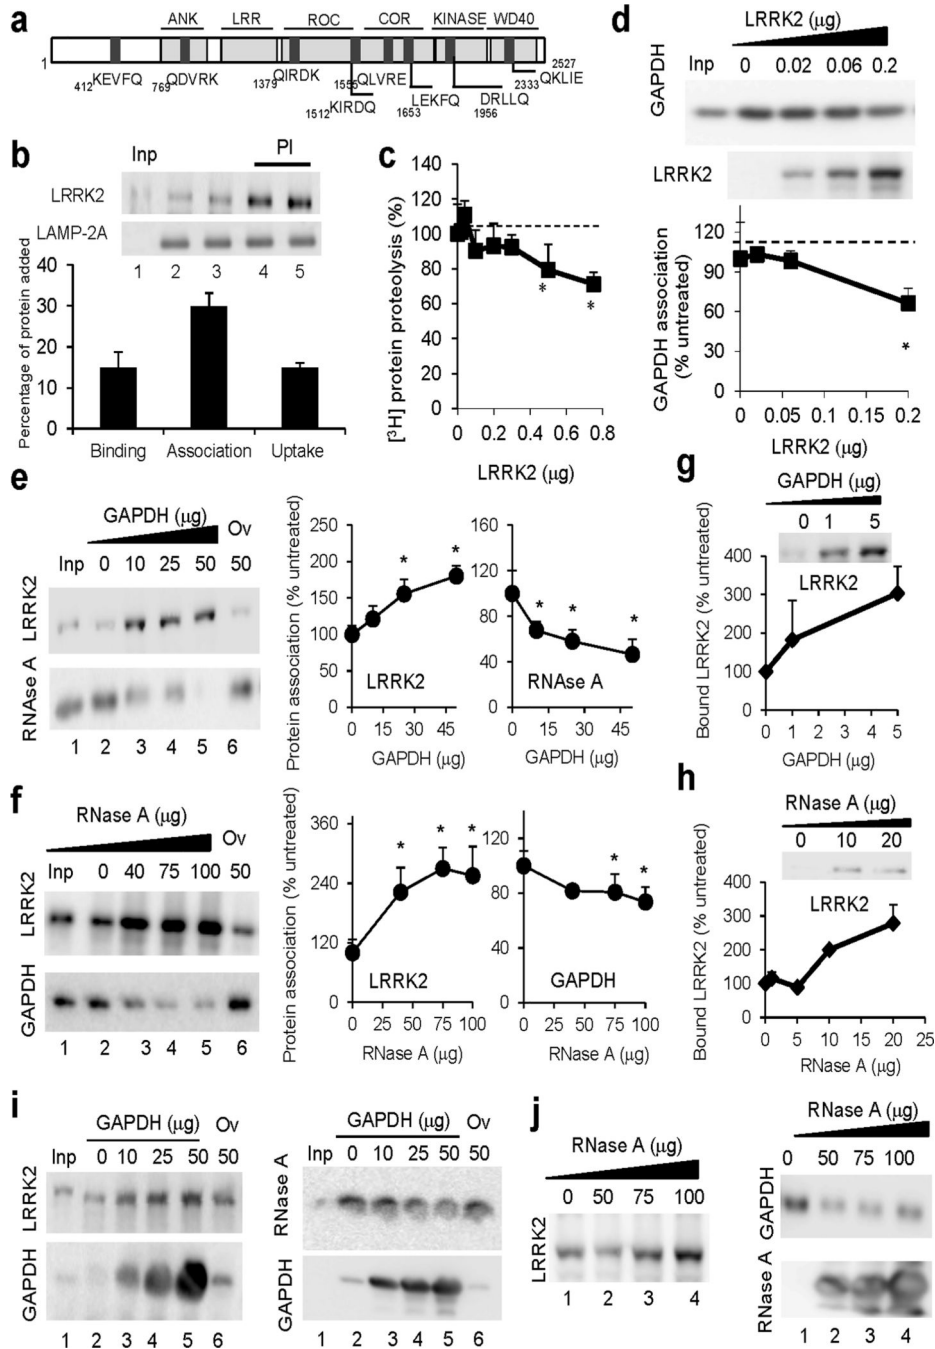 a
ANK LRR ROC COR KINASE WD40
1
2527
412KEVFQ 769QDVRK 1379QIRDK 1555QLVRE 2333QKLIE
1512KIRDQ 1653LEKFQ 1956DRLLQ
b
Inp PI
LRRK2
LAMP-2A
1 2 3 4 5
Percentage of protein added
40
30
20
10
0
Binding Association Uptake
c
[³H] protein proteolysis (%)
140
120
100
80
60
40
20
0
* *
0 0.2 0.4 0.6 0.8
LRRK2 (µg)
d
LRRK2 (µg)
Inp 0 0.02 0.06 0.2
GAPDH
LRRK2
GAPDH association
(% untreated)
120
90
60
30
0
*
0 0.05 0.1 0.15 0.2
LRRK2 (µg)
e
GAPDH (µg) Ov
Inp 0 10 25 50 50
LRRK2
RNAse A
1 2 3 4 5 6
Protein association (% untreated)
250
200
150
100
50
0
* *
LRRK2
0 15 30 45
GAPDH (µg)
160
120
80
40
0
* * *
RNAse A
0 15 30 45
GAPDH (µg)
f
RNase A (µg) Ov
Inp 0 40 75 100 50
LRRK2
GAPDH
1 2 3 4 5 6
Protein association (% untreated)
360
240
120
0
* * *
LRRK2
0 25 50 75 100
RNase A (µg)
120
80
40
0
* *
GAPDH
0 25 50 75 100
RNase A (µg)
g
GAPDH (µg)
0 1 5
LRRK2
Bound LRRK2 (% untreated)
400
300
200
100
0
0 1 2 3 4 5
GAPDH (µg)
h
RNase A (µg)
0 10 20
LRRK2
Bound LRRK2 (% untreated)
400
300
200
100
0
0 5 10 15 20 25
RNase A (µg)
i
GAPDH (µg) Ov
Inp 0 10 25 50 50
LRRK2
GAPDH
1 2 3 4 5 6
GAPDH (µg) Ov
Inp 0 10 25 50 50
RNase A
GAPDH
1 2 3 4 5 6
j
RNase A (µg)
0 50 75 100
LRRK2
1 2 3 4
RNase A (µg)
0 50 75 100
GAPDH
RNase A
1 2 3 4